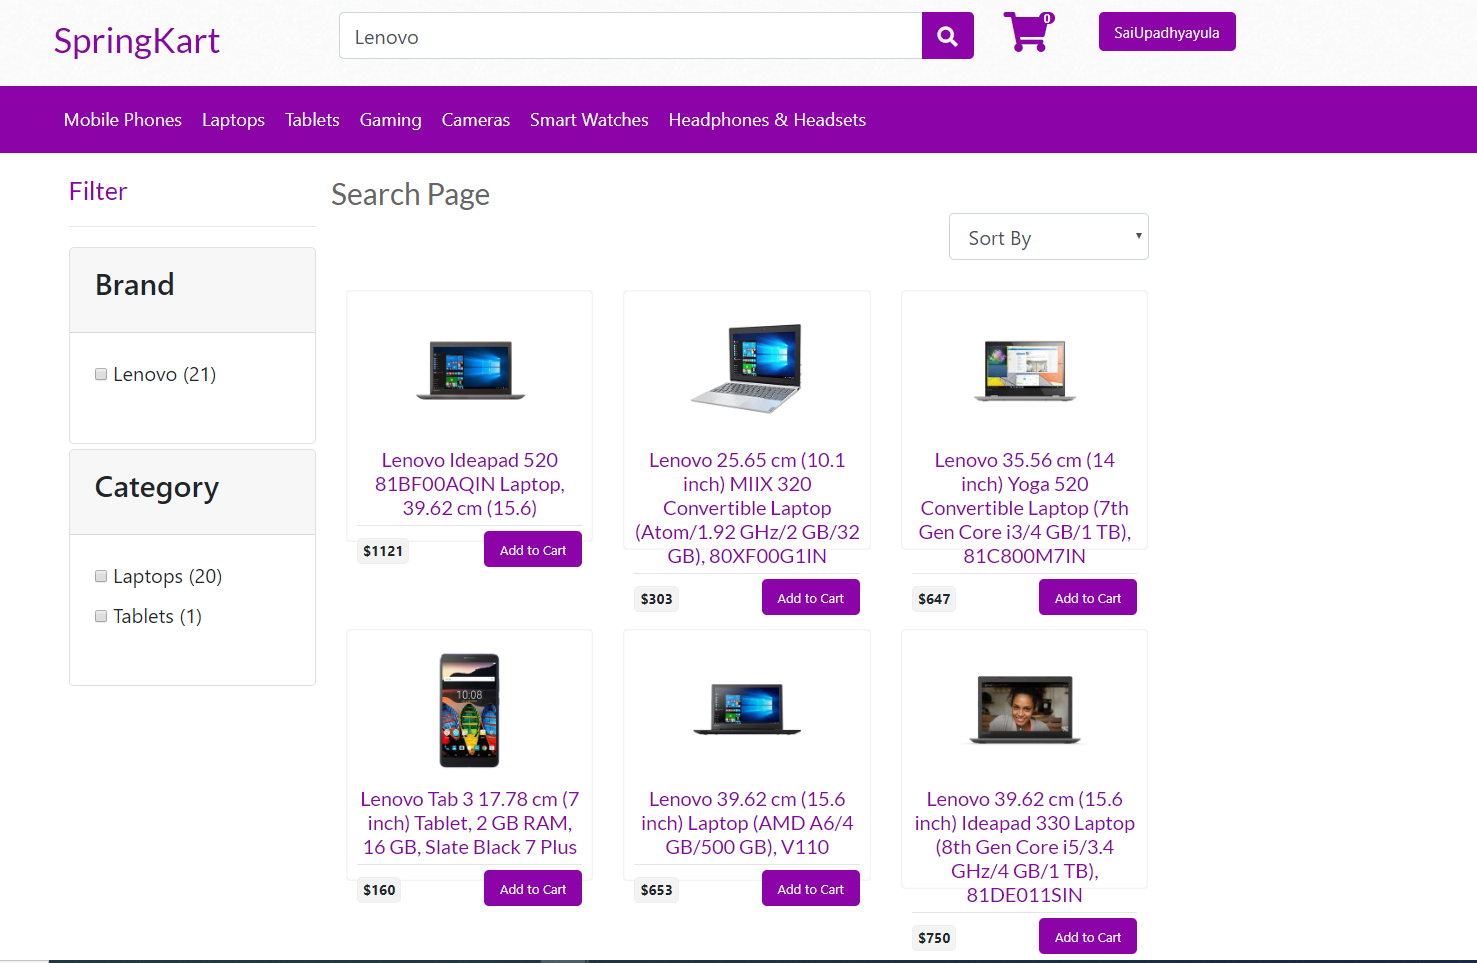 SpringKart
Lenovo
0
SaiUpadhyayula
Mobile Phones Laptops Tablets Gaming Cameras Smart Watches Headphones & Headsets
Filter
Search Page
Sort By
Brand
Lenovo (21)
Category
Laptops (20)
Tablets (1)
Lenovo Ideapad 520
81BF00AQIN Laptop,
39.62 cm (15.6)
$1121
Add to Cart
Lenovo 25.65 cm (10.1
inch) MIIX 320
Convertible Laptop
(Atom/1.92 GHz/2 GB/32
GB), 80XF00G1IN
$303
Add to Cart
Lenovo 35.56 cm (14
inch) Yoga 520
Convertible Laptop (7th
Gen Core i3/4 GB/1 TB),
81C800M7IN
$647
Add to Cart
10:08
Lenovo Tab 3 17.78 cm (7
inch) Tablet, 2 GB RAM,
16 GB, Slate Black 7 Plus
$160
Add to Cart
Lenovo 39.62 cm (15.6
inch) Laptop (AMD A6/4
GB/500 GB), V110
$653
Add to Cart
Lenovo 39.62 cm (15.6
inch) Ideapad 330 Laptop
(8th Gen Core i5/3.4
GHz/4 GB/1 TB),
81DE011SIN
$750
Add to Cart